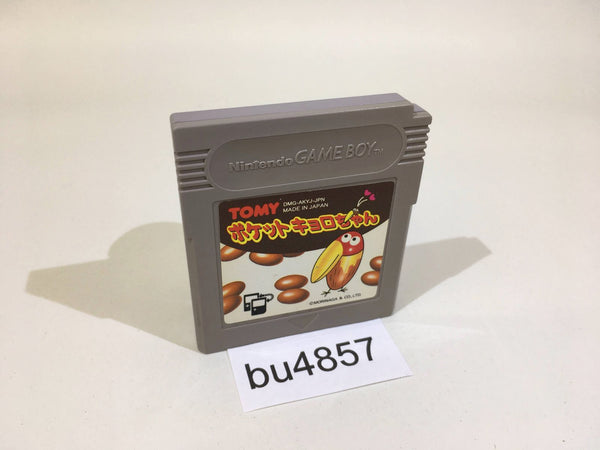 Nintendo GAME BOY™
TOMY
DMG-AKYJ-JPN
MADE IN JAPAN
ポケットキョロちゃん
©MORINAGA & CO.,LTD
bu4857